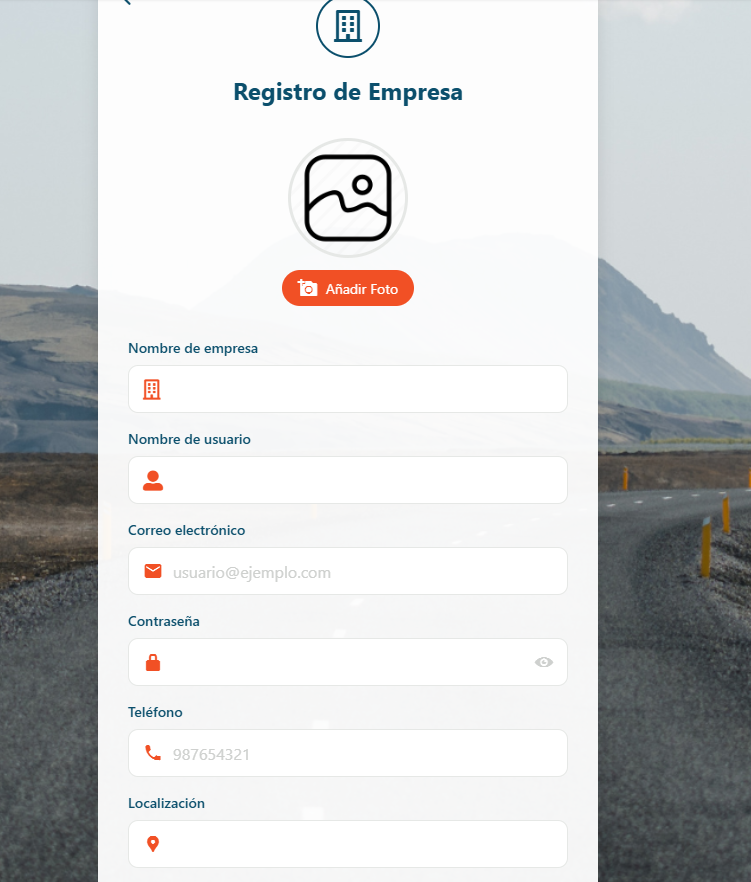 Registro de Empresa
Añadir Foto
Nombre de empresa
Nombre de usuario
Correo electrónico
usuario@ejemplo.com
Contraseña
Teléfono
987654321
Localización